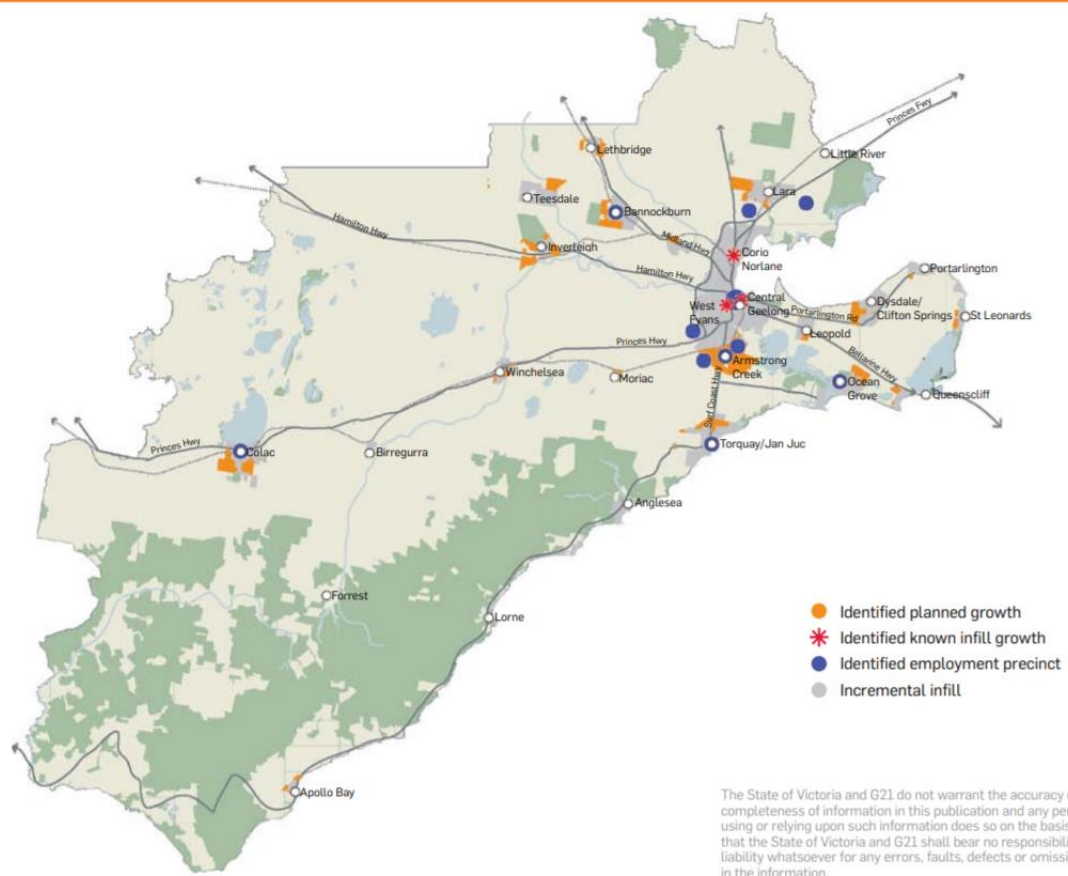 Princes Fwy
Lethbridge
Little River
Teesdale
Lara
Bannockburn
Hamilton Hwy
Midland Hwy
Inverleigh
Corio
Norlane
Hamilton Hwy
Portarlington
West
Fyans
Central
Geelong
Portarlington Rd
Dysdale/
Clifton Springs
St Leonards
Leopold
Princes Hwy
Bellarine Hwy
Armstrong
Creek
Winchelsea
Moriac
Ocean
Grove
Queenscliff
Surf Coast Hwy
Princes Hwy
Colac
Birregurra
Torquay/Jan Juc
Anglesea
Forrest
Lorne
Apollo Bay
Identified planned growth
Identified known infill growth
Identified employment precinct
Incremental infill
The State of Victoria and G21 do not warrant the accuracy
completeness of information in this publication and any
using or relying upon such information does so on the basis
that the State of Victoria and G21 shall bear no
liability whatsoever for any errors, faults, defects or
in the information.